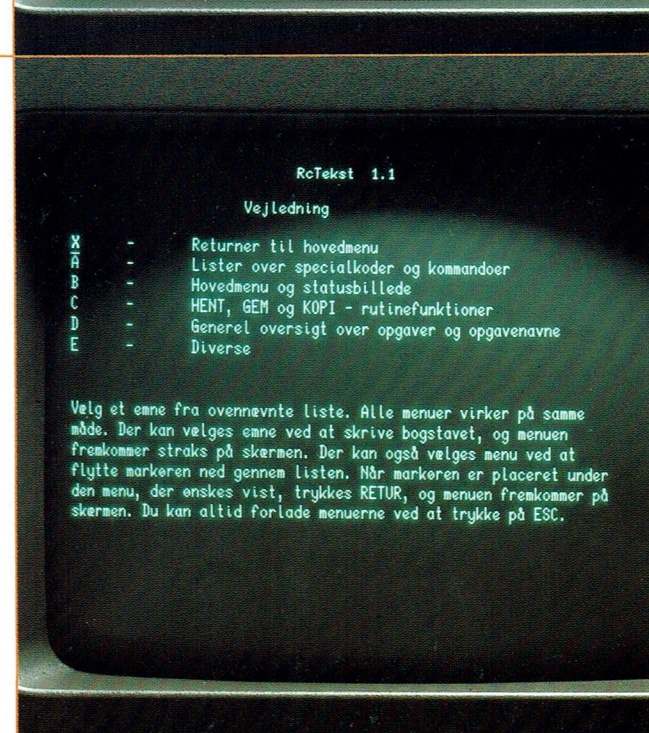 RcTekst 1.1
Vejledning
X - Returner til hovedmenu
A - Lister over specialkoder og kommandoer
B - Hovedmenu og statusbillede
C - HENT, GEM og KOPI - rutinefunktioner
D - Generel oversigt over opgaver og opgavenavne
E - Diverse
Vælg et emne fra ovennævnte liste. Alle menuer virker på samme
måde. Der kan vælges emne ved at skrive bogstavet, og menuen
fremkommer straks på skærmen. Der kan også vælges menu ved at
flytte markøren ned gennem listen. Når markøren er placeret under
den menu, der ønskes vist, trykkes RETUR, og menuen fremkommer på
skærmen. Du kan altid forlade menuerne ved at trykke på ESC.